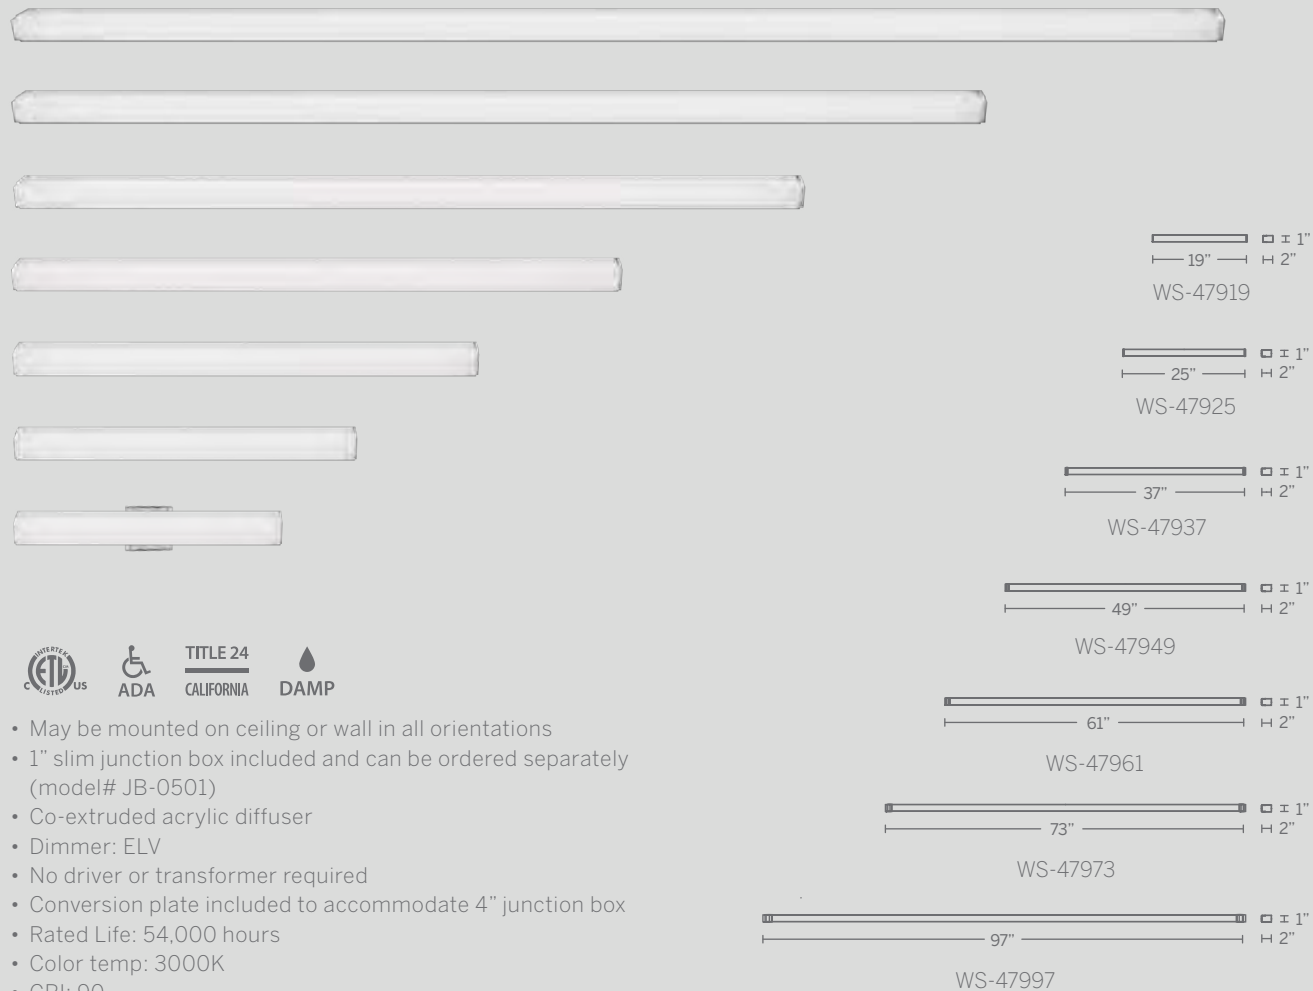 19” 1”
2”
WS-47919
25” 1”
2”
WS-47925
37” 1”
2”
WS-47937
49” 1”
2”
WS-47949
61” 1”
2”
WS-47961
73” 1”
2”
WS-47973
97” 1”
2”
WS-47997
INTERTEK
ETL
C US
LISTED
ADA
TITLE 24
CALIFORNIA
DAMP
• May be mounted on ceiling or wall in all orientations
• 1” slim junction box included and can be ordered separately
(model# JB-0501)
• Co-extruded acrylic diffuser
• Dimmer: ELV
• No driver or transformer required
• Conversion plate included to accommodate 4” junction box
• Rated Life: 54,000 hours
• Color temp: 3000K
• CRI: 90